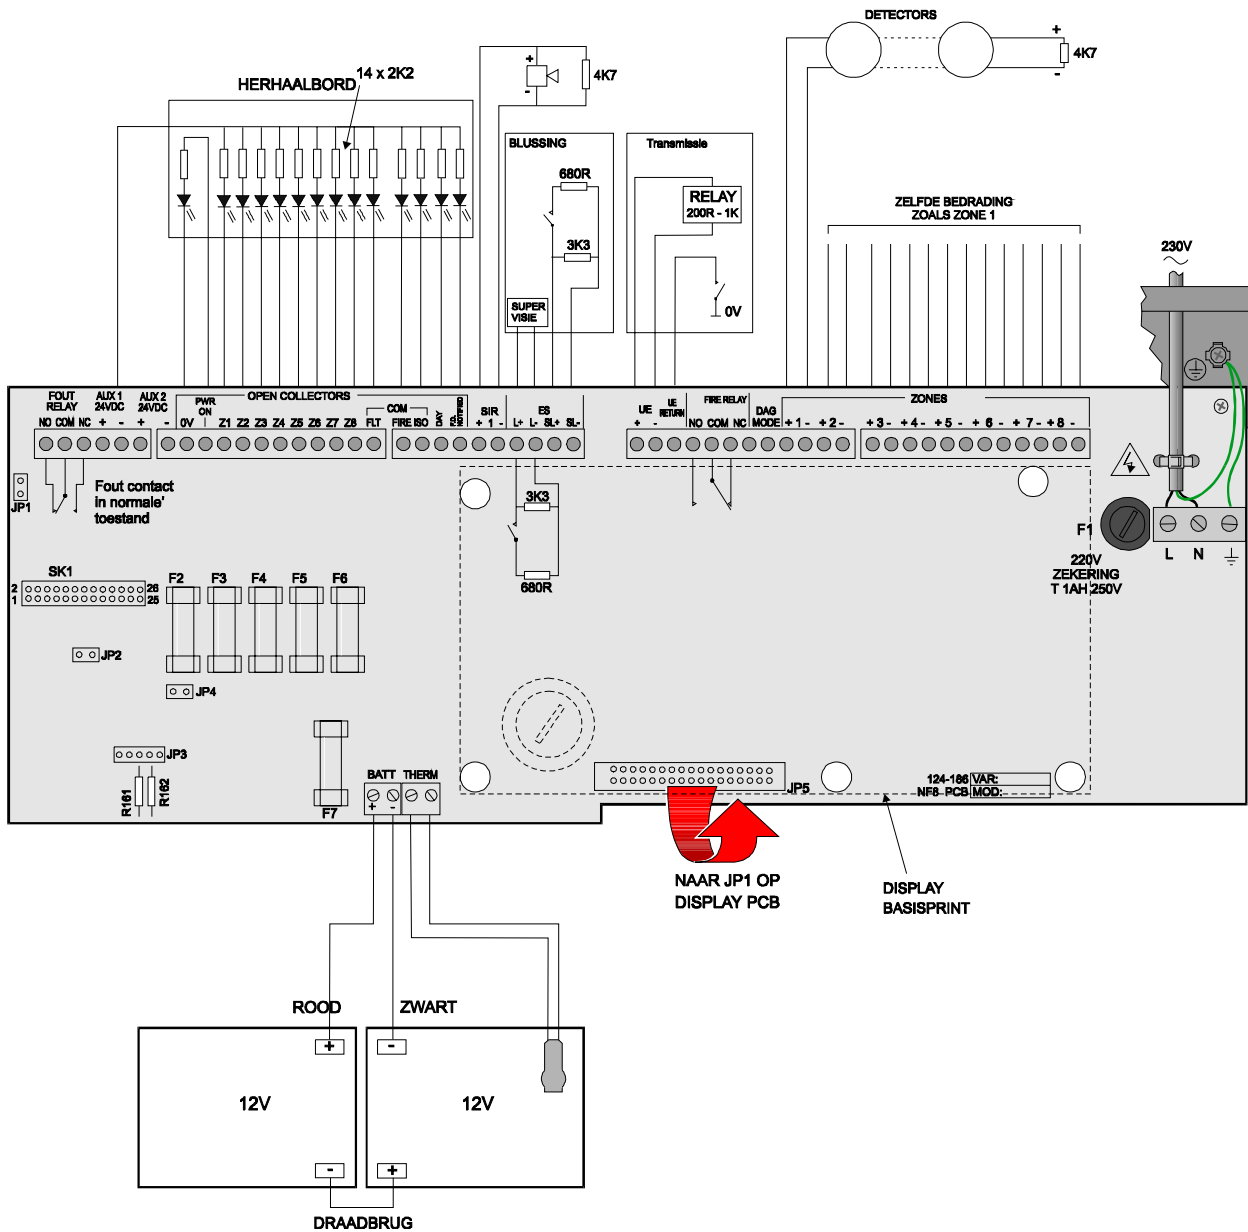 DETECTORS
+
4K7
-
+
-
4K7
14 x 2K2
HERHAALBORD
BLUSSING
680R
3K3
SUPER
VISIE
Transmissie
RELAY
200R - 1K
0V
ZELFDE BEDRADING
ZOALS ZONE 1
230V
FOUT
RELAY
NO COM NC
AUX 1
24VDC
+ -
AUX 2
24VDC
+ -
OPEN COLLECTORS
PWR
ON
0V Z1 Z2 Z3 Z4 Z5 Z6 Z7 Z8 FLT
COM
FIRE ISO
DAY
NOTIFIED
SIR
+ 1 -
ES
L+ L- SL+ SL-
UE
+ -
UE
RETURN
FIRE RELAY
NO COM NC
DAG
MODE
ZONES
+ 1 - + 2 - + 3 - + 4 - + 5 - + 6 - + 7 - + 8 -
JP1
Fout contact
in normale'
toestand
3K3
680R
F1
L N
220V
ZEKERING
T 1AH 250V
SK1
2 26
1 25
F2 F3 F4 F5 F6
JP2
JP4
JP3
R161 R162
F7
BATT THERM
+ -
JP5
124-186 VAR:
NF8 PCB MOD:
NAAR JP1 OP
DISPLAY PCB
DISPLAY
BASISPRINT
ROOD ZWART
+ -
12V 12V
- +
DRAADBRUG